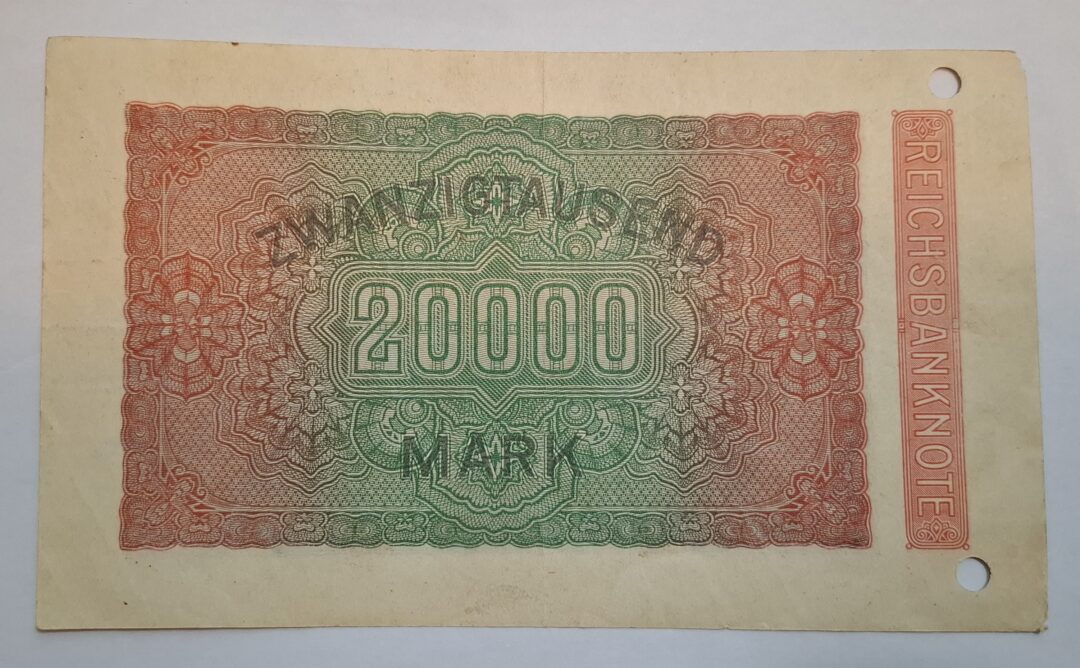 ZWANZIGTAUSEND
20000
MARK
REICHSBANKNOTE